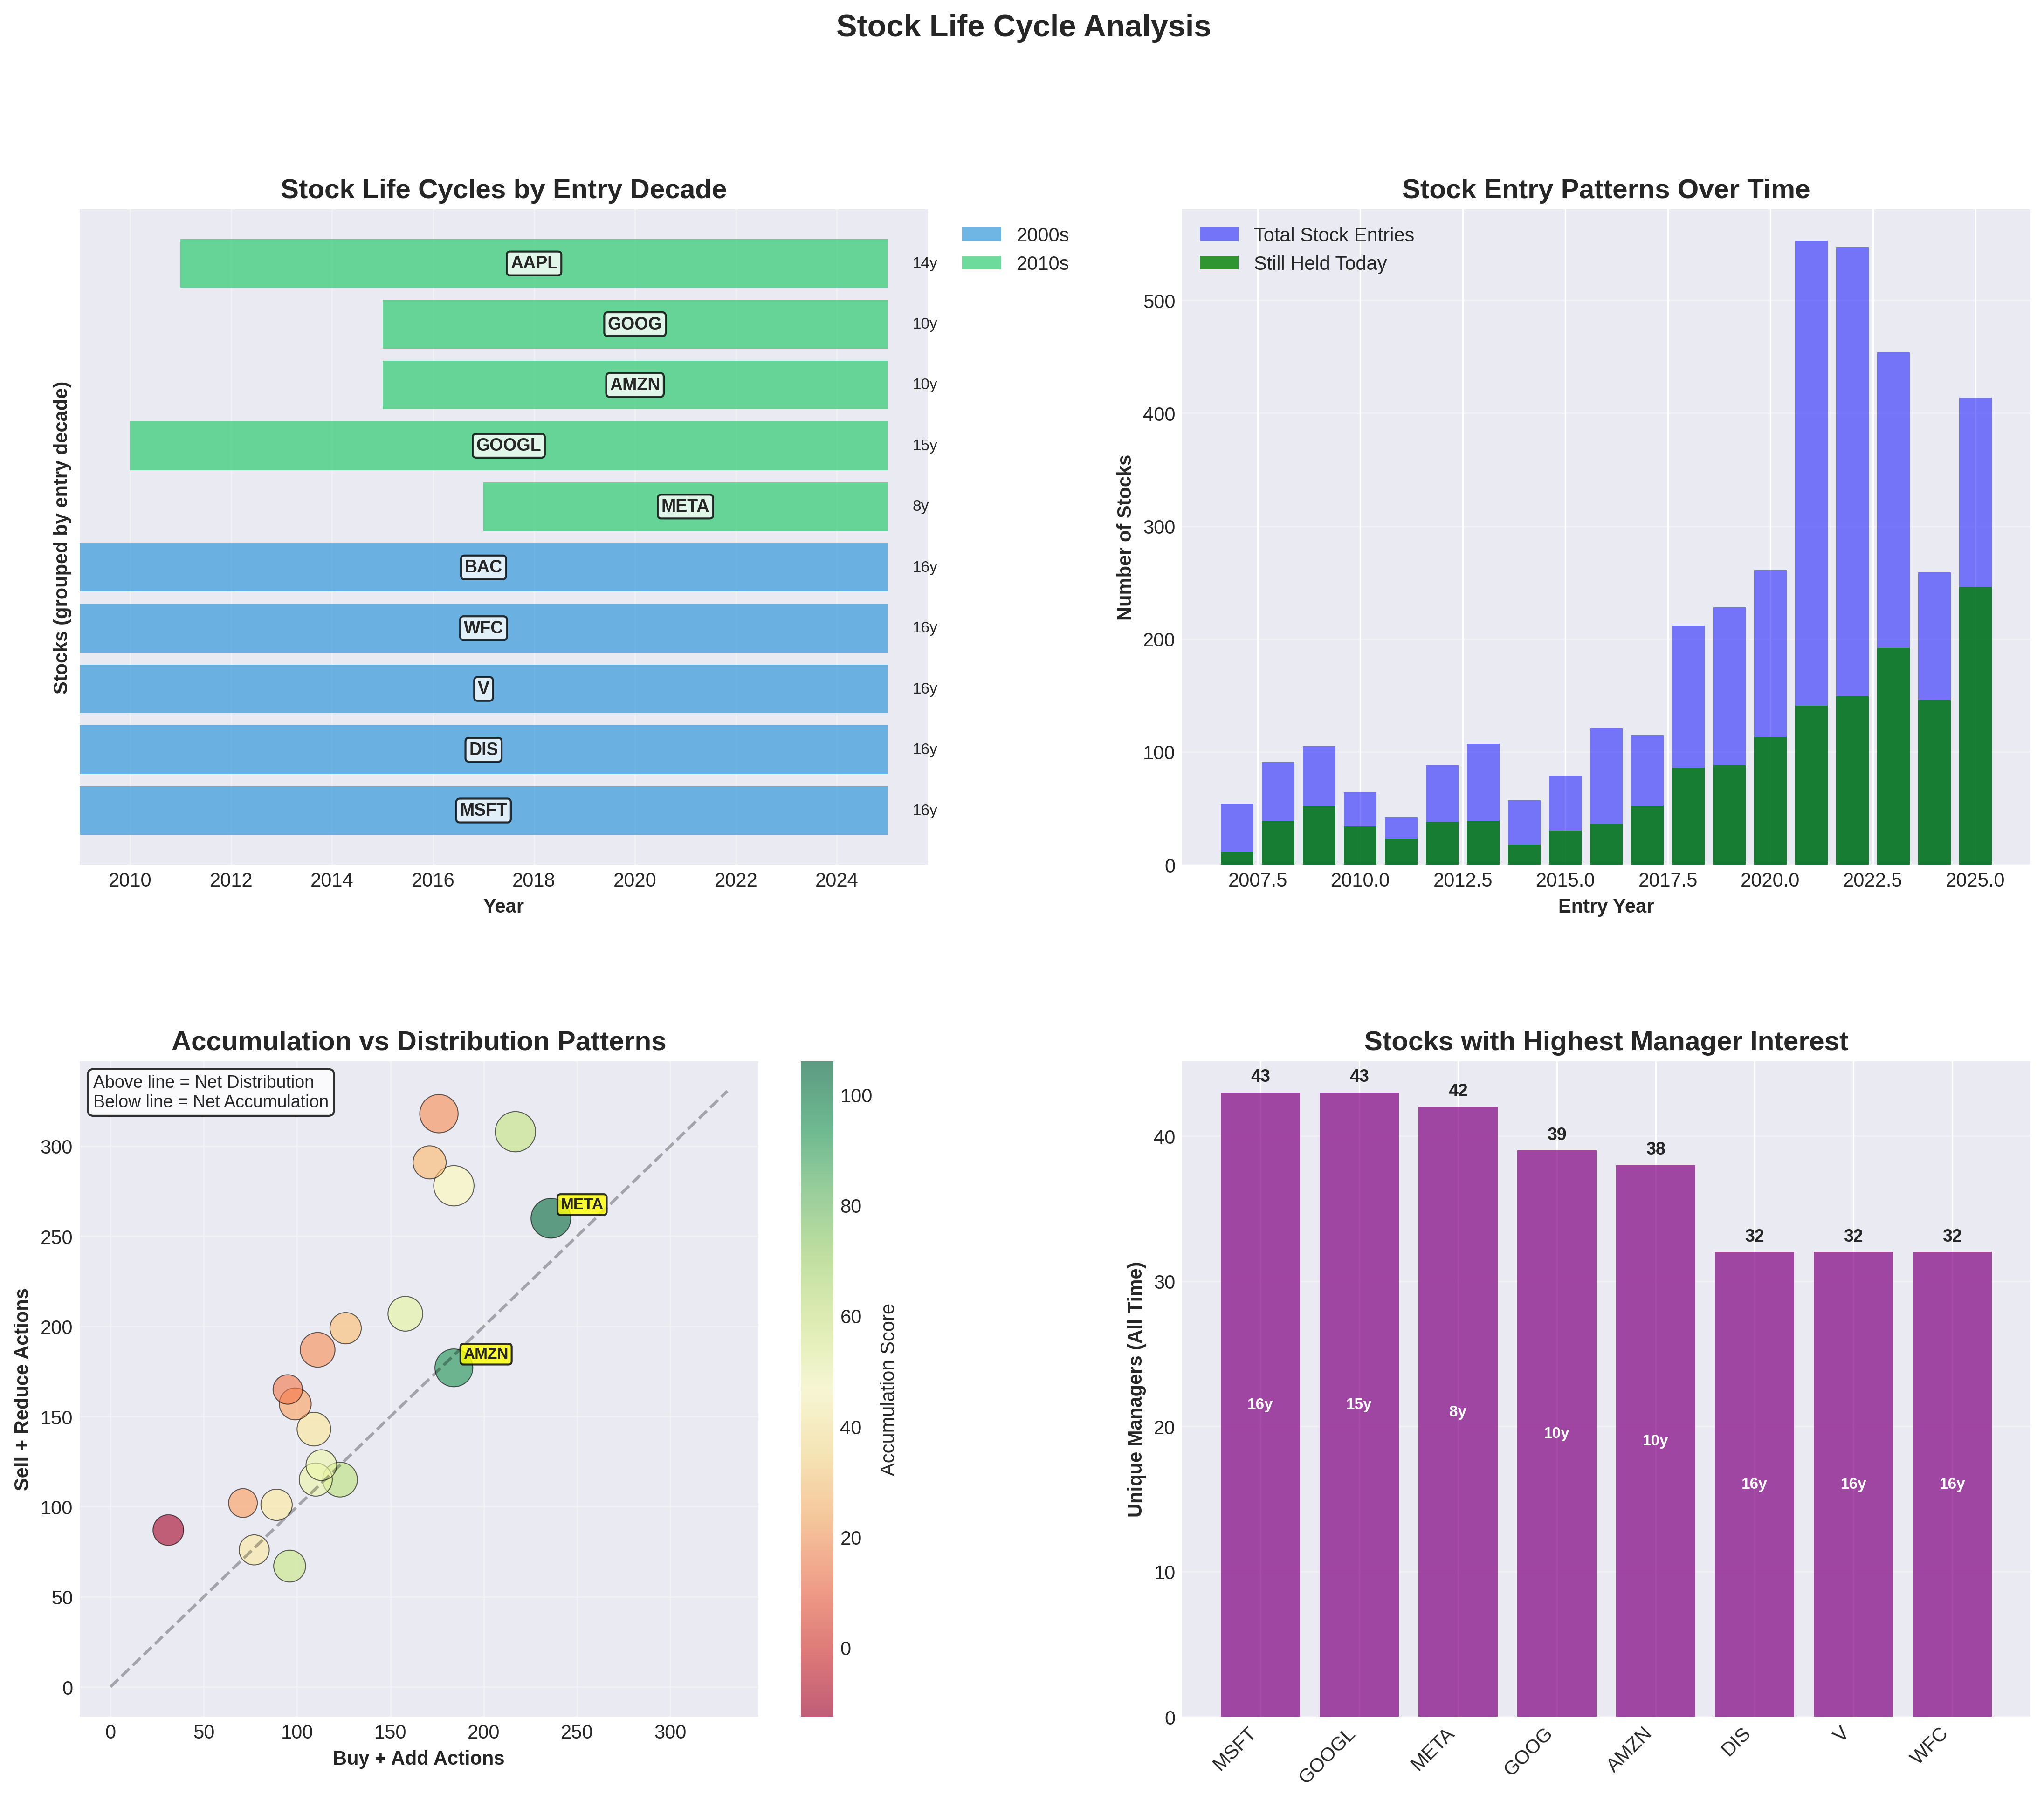 Stock Life Cycle Analysis
Stock Life Cycles by Entry Decade
Stocks (grouped by entry decade)
AAPL
14y
GOOG
10y
AMZN
10y
GOOGL
15y
META
8y
BAC
16y
WFC
16y
V
16y
DIS
16y
MSFT
16y
2010
2012
2014
2016
2018
2020
2022
2024
Year
2000s
2010s
Stock Entry Patterns Over Time
Total Stock Entries
Still Held Today
Number of Stocks
500
400
300
200
100
0
2007.5
2010.0
2012.5
2015.0
2017.5
2020.0
2022.5
2025.0
Entry Year
Accumulation vs Distribution Patterns
Above line = Net Distribution
Below line = Net Accumulation
Sell + Reduce Actions
300
250
200
150
100
50
0
META
AMZN
0
50
100
150
200
250
300
Buy + Add Actions
100
80
60
40
20
0
Accumulation Score
Stocks with Highest Manager Interest
Unique Managers (All Time)
40
30
20
10
0
43
43
42
39
38
32
32
32
16y
15y
8y
10y
10y
16y
16y
16y
MSFT
GOOGL
META
GOOG
AMZN
DIS
V
WFC